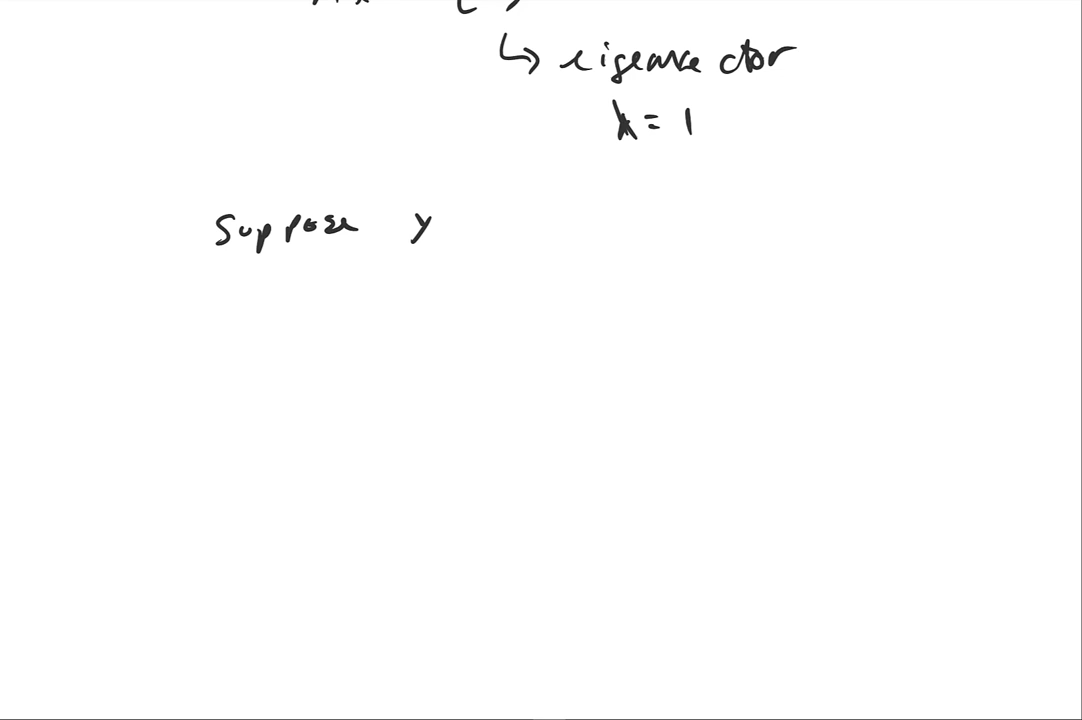 ↳ eigenvector
λ = 1
Suppose y